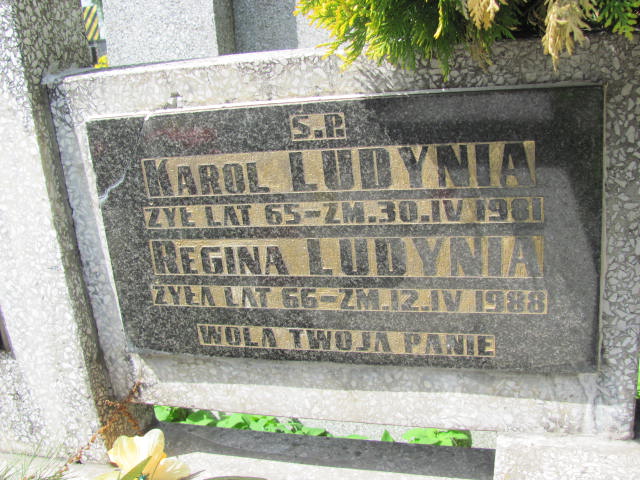 Ś.P.
KAROL LUDYNIA
ŻYŁ LAT 65-ZM.30.IV 1981
REGINA LUDYNIA
ŻYŁA LAT 66-ZM.12.IV 1988
WOLA TWOJA PANIE